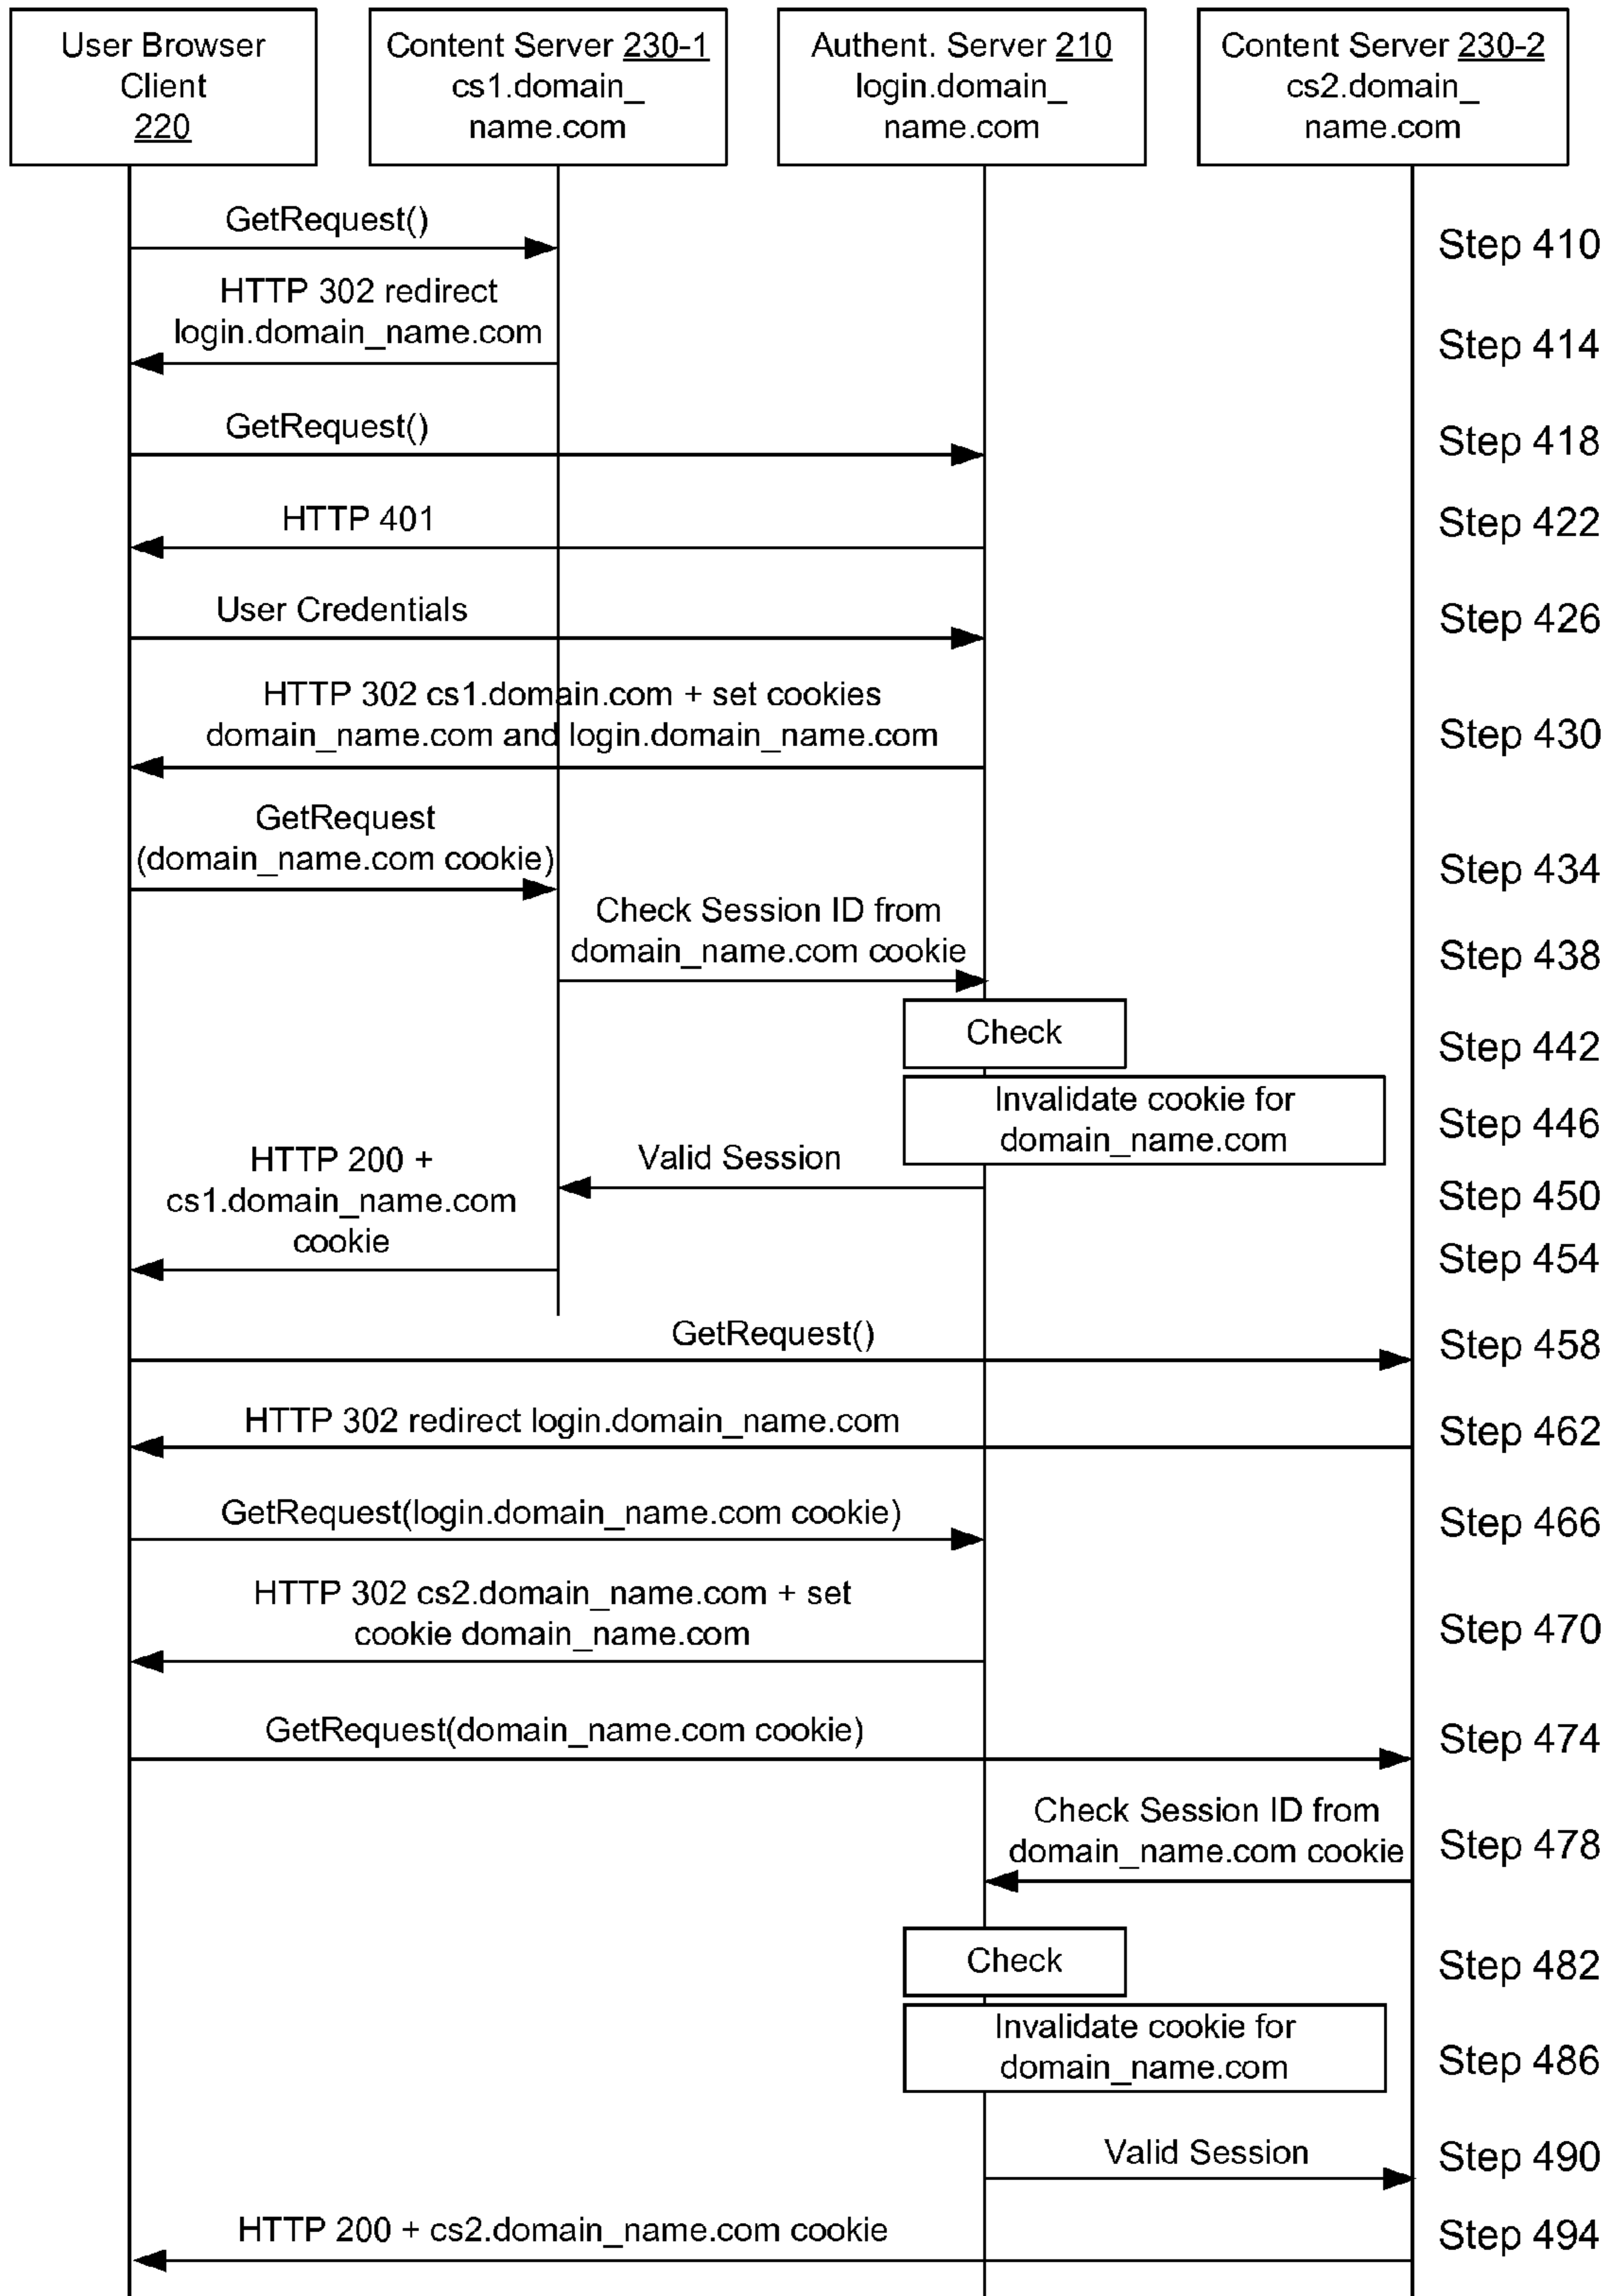 User Browser
Client
220
Content Server 230-1
cs1.domain_
name.com
Authent. Server 210
login.domain_
name.com
Content Server 230-2
cs2.domain_
name.com
GetRequest()
Step 410
HTTP 302 redirect
login.domain_name.com
Step 414
GetRequest()
Step 418
HTTP 401
Step 422
User Credentials
Step 426
HTTP 302 cs1.domain.com + set cookies
domain_name.com and login.domain_name.com
Step 430
GetRequest
(domain_name.com cookie)
Step 434
Check Session ID from
domain_name.com cookie
Step 438
Check
Step 442
Invalidate cookie for
domain_name.com
Step 446
Valid Session
Step 450
HTTP 200 +
cs1.domain_name.com
cookie
Step 454
GetRequest()
Step 458
HTTP 302 redirect login.domain_name.com
Step 462
GetRequest(login.domain_name.com cookie)
Step 466
HTTP 302 cs2.domain_name.com + set
cookie domain_name.com
Step 470
GetRequest(domain_name.com cookie)
Step 474
Check Session ID from
domain_name.com cookie
Step 478
Check
Step 482
Invalidate cookie for
domain_name.com
Step 486
Valid Session
Step 490
HTTP 200 + cs2.domain_name.com cookie
Step 494